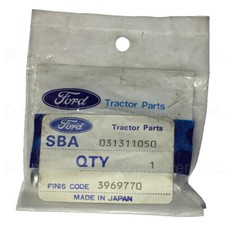 Ford
Tractor Parts
Ford Tractor Parts
SBA 031311050
QTY 1
FINIS CODE 3969770
MADE IN JAPAN